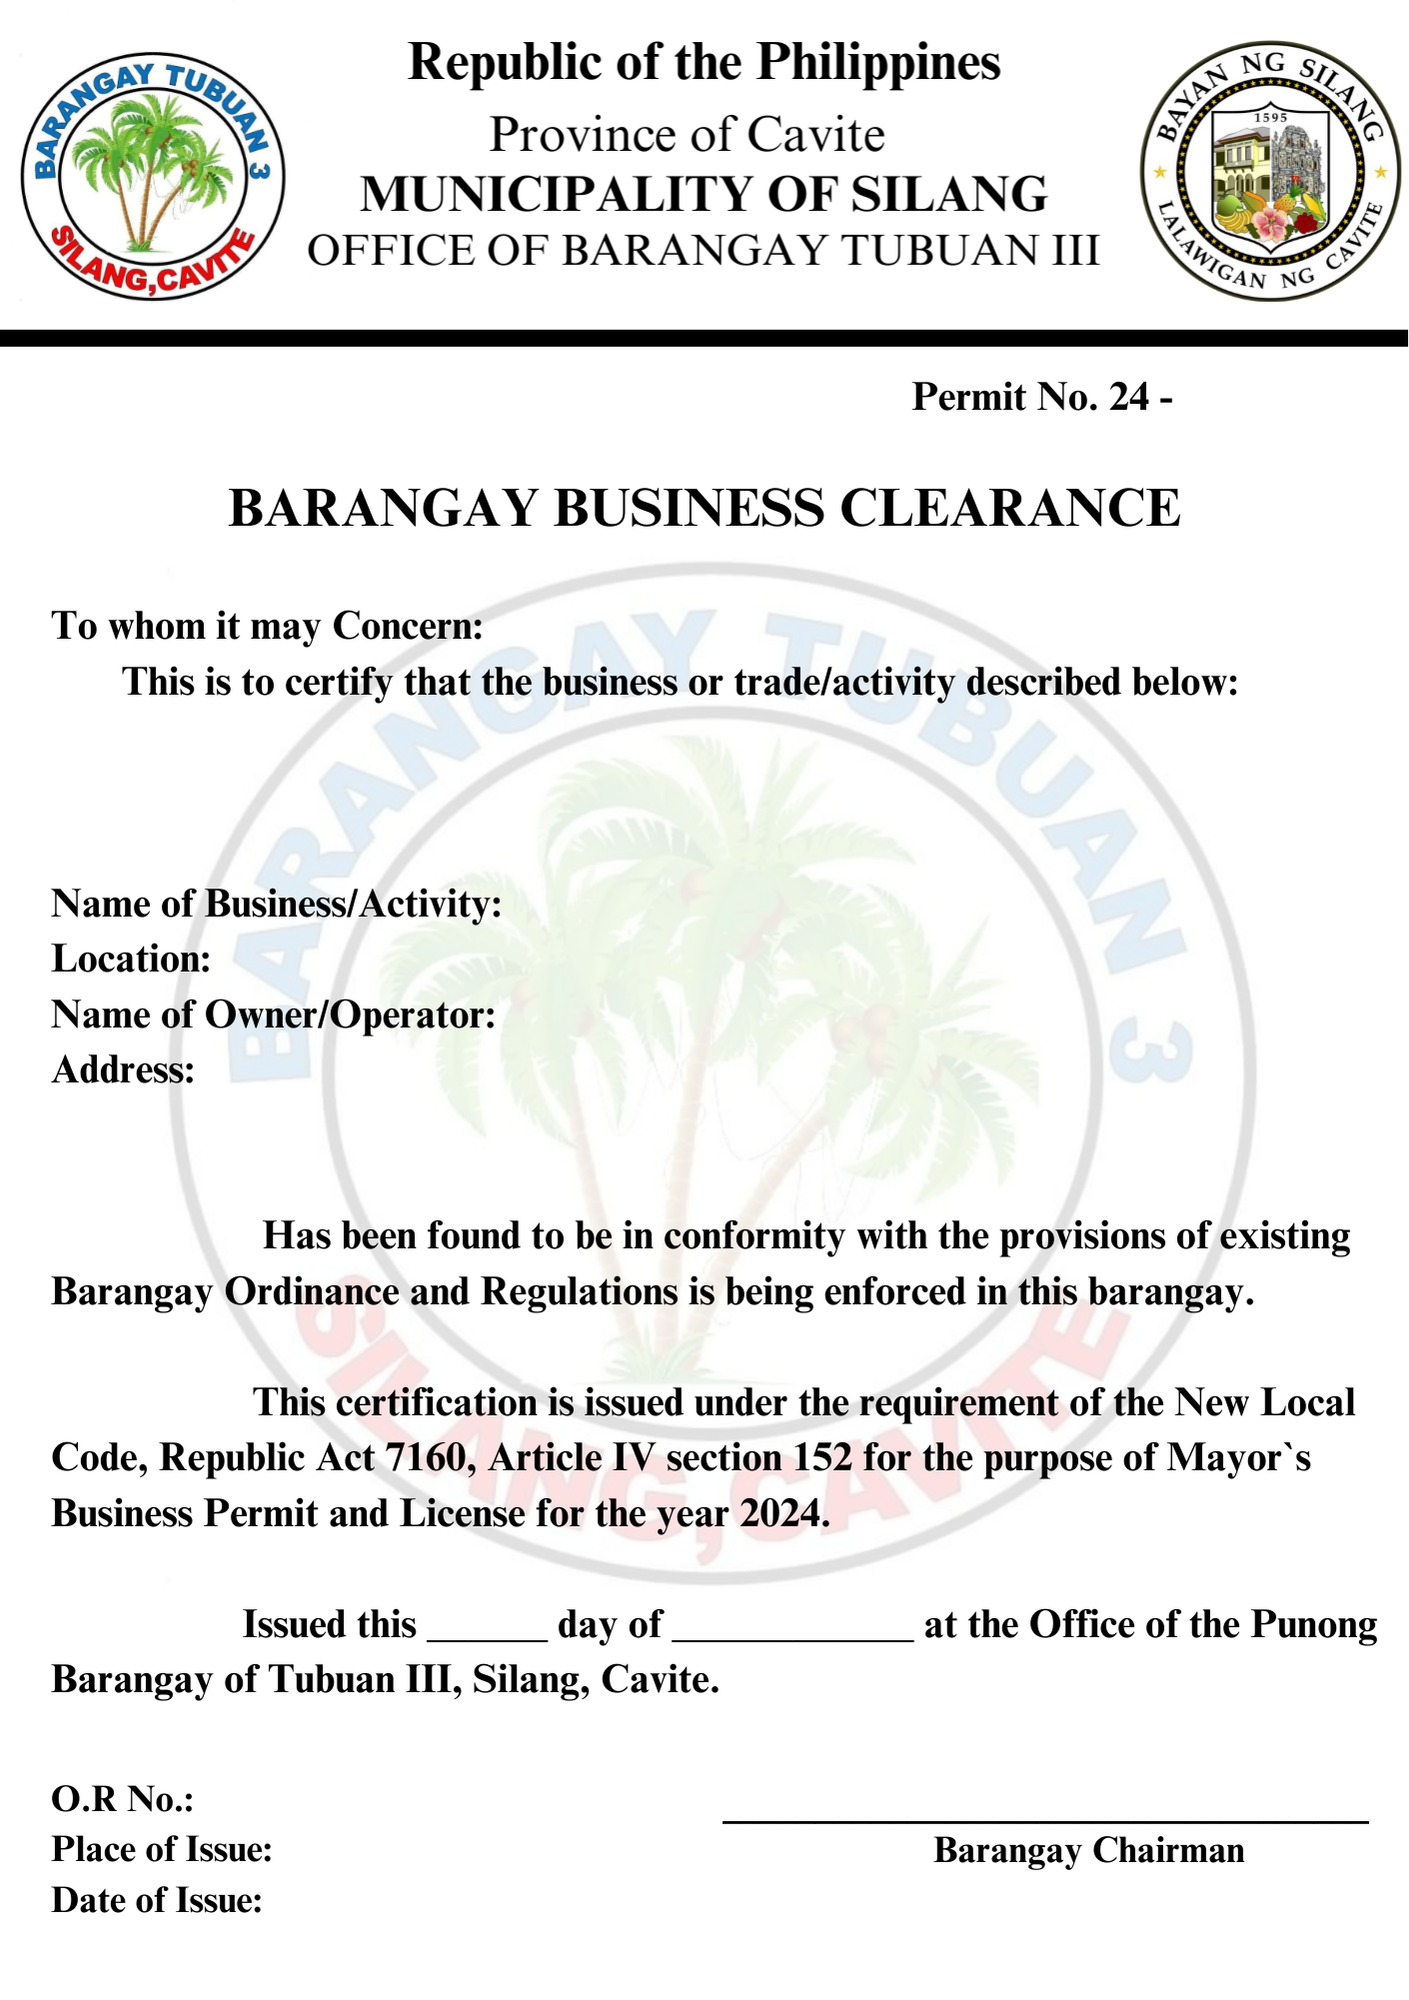 BARANGAY TUBUAN 3
SILANG,CAVITE
Republic of the Philippines
Province of Cavite
MUNICIPALITY OF SILANG
OFFICE OF BARANGAY TUBUAN III
BAYAN NG SILANG
1595
LALAWIGAN NG CAVITE
Permit No. 24 -
BARANGAY BUSINESS CLEARANCE
BARANGAY TUBUAN 3
SILANG,CAVITE
To whom it may Concern:
This is to certify that the business or trade/activity described below:
Name of Business/Activity:
Location:
Name of Owner/Operator:
Address:
Has been found to be in conformity with the provisions of existing
Barangay Ordinance and Regulations is being enforced in this barangay.
This certification is issued under the requirement of the New Local
Code, Republic Act 7160, Article IV section 152 for the purpose of Mayor`s
Business Permit and License for the year 2024.
Issued this ______ day of ____________ at the Office of the Punong
Barangay of Tubuan III, Silang, Cavite.
O.R No.:
Place of Issue:
Date of Issue:
Barangay Chairman